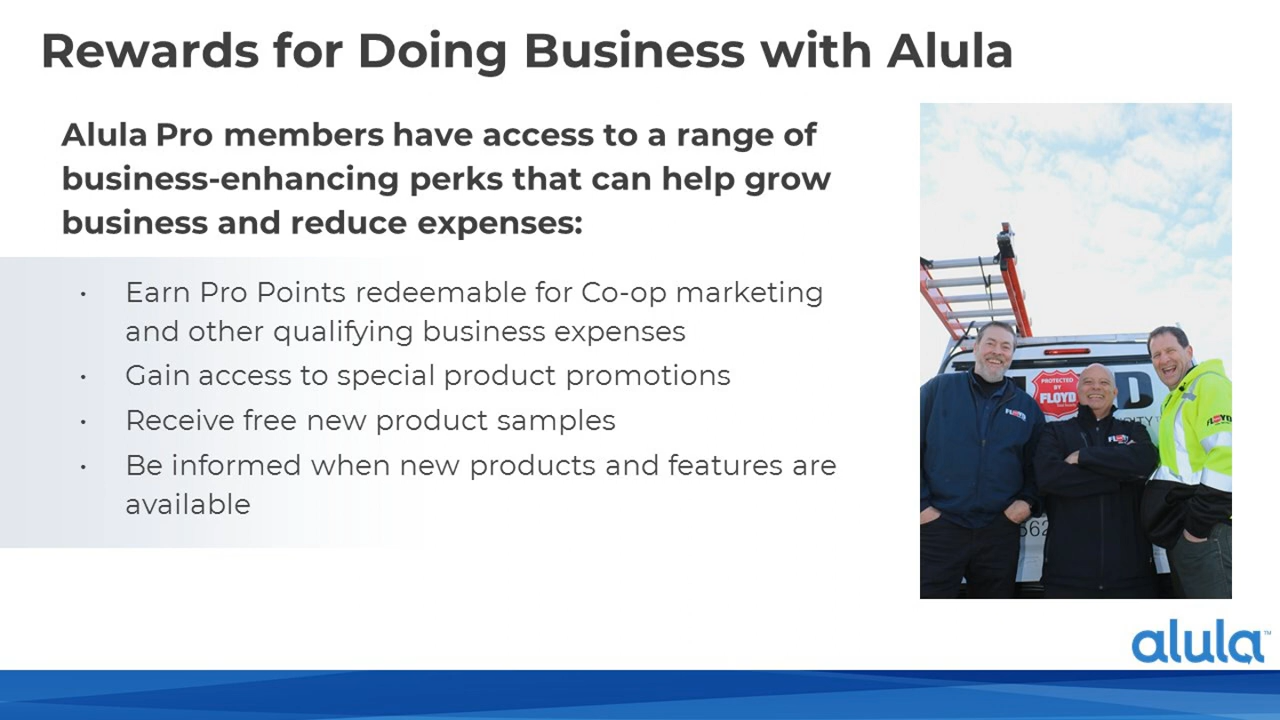 Rewards for Doing Business with Alula
Alula Pro members have access to a range of
business-enhancing perks that can help grow
business and reduce expenses:
• Earn Pro Points redeemable for Co-op marketing
and other qualifying business expenses
• Gain access to special product promotions
• Receive free new product samples
• Be informed when new products and features are
available
PROTECTED
BY
FLOYD
D
FLOYD
alula™